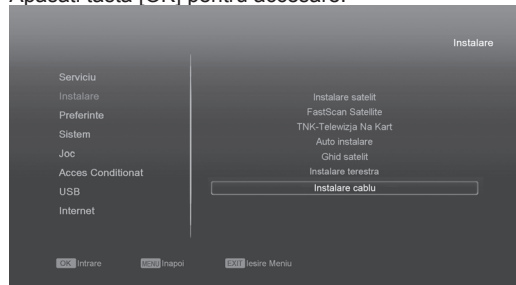 Apasati tasta [OK] pentru accesare.
Instalare
Serviciu
Instalare
Preferinte
Sistem
Joc
Acces Conditionat
USB
Internet
Instalare satelit
FastScan Satellite
TNK-Telewizja Na Kart
Auto instalare
Ghid satelit
Instalare terestra
Instalare cablu
OK Intrare MENU Inapoi EXIT Iesire Meniu